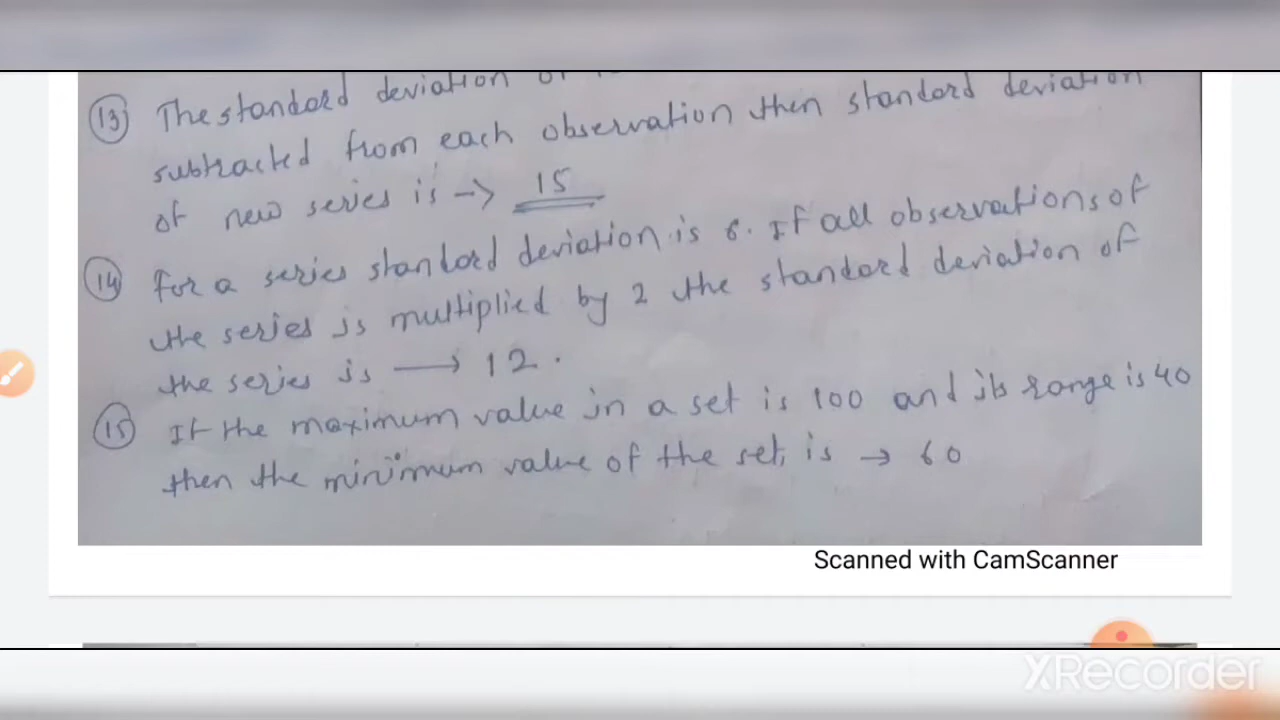 13 The standard deviation of
subtracted from each observation then standard deviation
of new series is → 15
14 For a series standard deviation is 6. If all observations of
the series is multiplied by 2 the standard deviation of
the series is → 12.
15 If the maximum value in a set is 100 and its range is 40
then the minimum value of the set, is → 60
Scanned with CamScanner
XRecorder